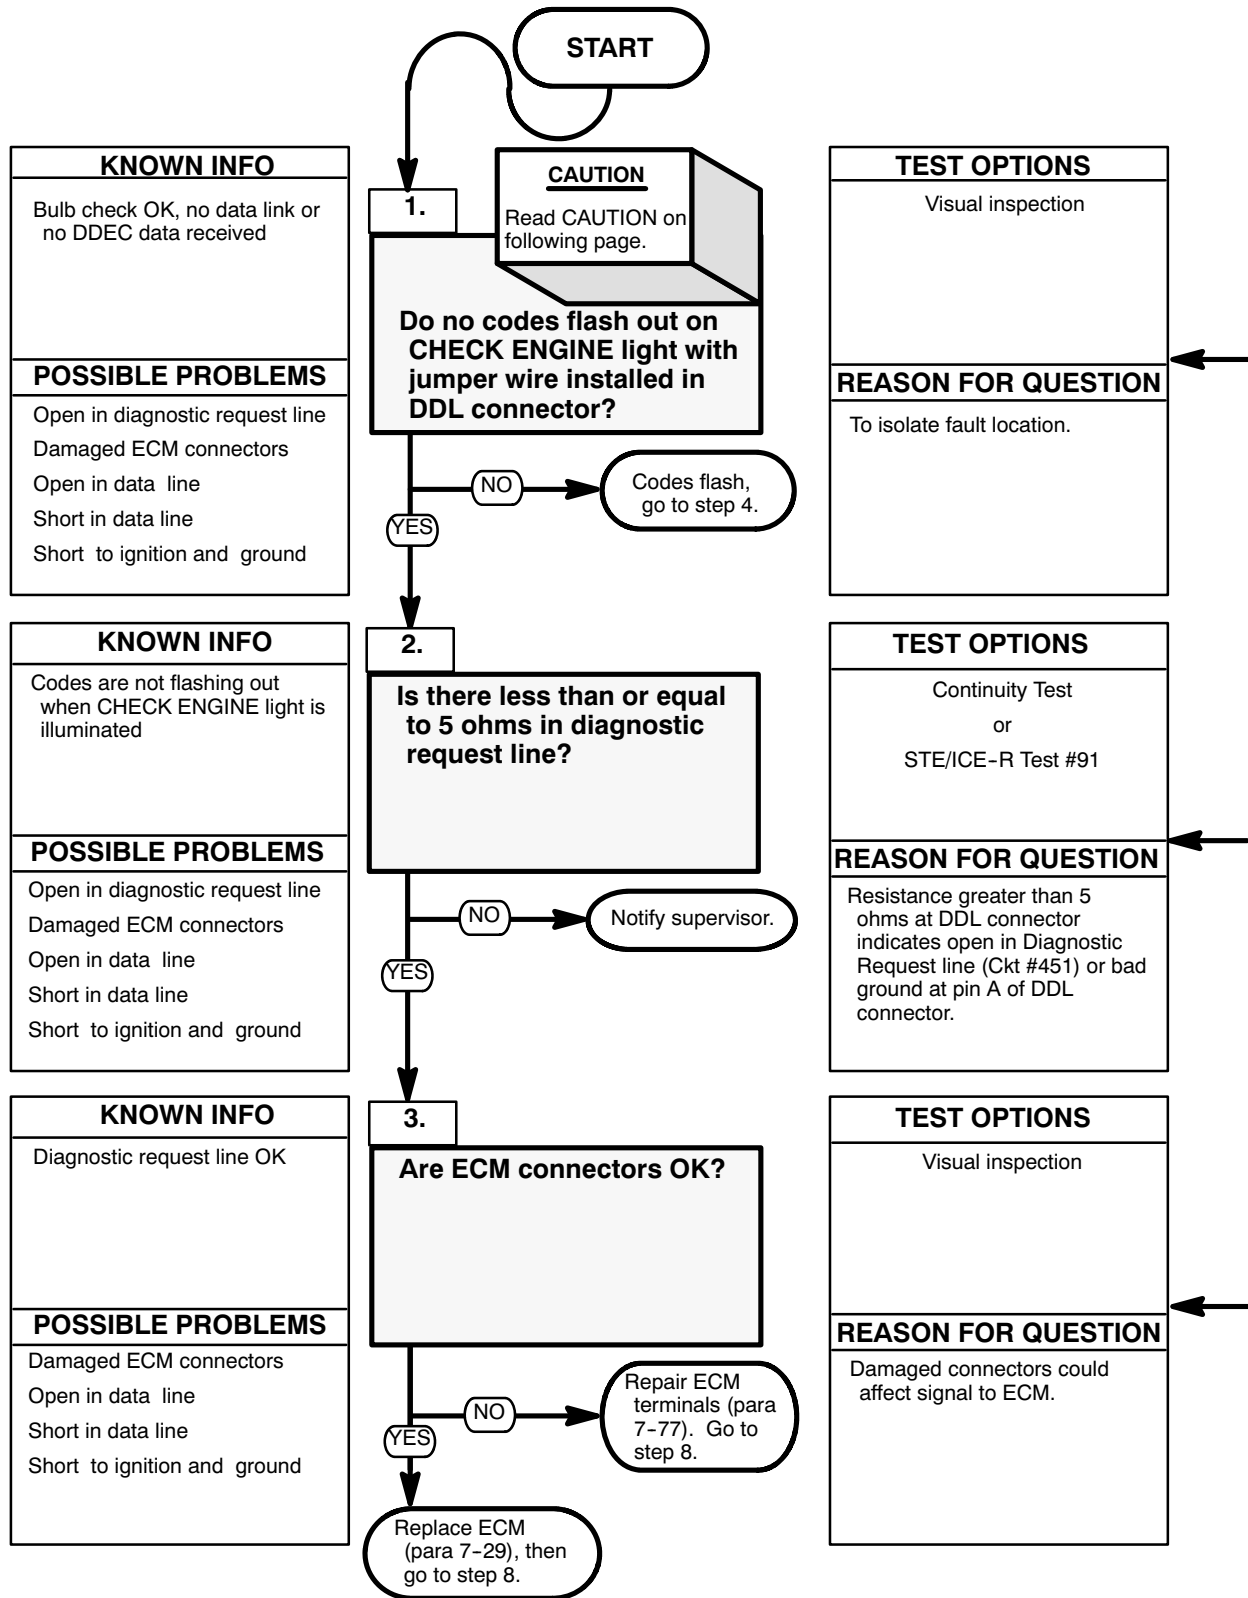 START
KNOWN INFO
Bulb check OK, no data link or
no DDEC data received
POSSIBLE PROBLEMS
Open in diagnostic request line
Damaged ECM connectors
Open in data line
Short in data line
Short to ignition and ground
1.
CAUTION
Read CAUTION on
following page.
Do no codes flash out on
CHECK ENGINE light with
jumper wire installed in
DDL connector?
NO
Codes flash,
go to step 4.
YES
TEST OPTIONS
Visual inspection
REASON FOR QUESTION
To isolate fault location.
KNOWN INFO
Codes are not flashing out
when CHECK ENGINE light is
illuminated
POSSIBLE PROBLEMS
Open in diagnostic request line
Damaged ECM connectors
Open in data line
Short in data line
Short to ignition and ground
2.
Is there less than or equal
to 5 ohms in diagnostic
request line?
NO
Notify supervisor.
YES
TEST OPTIONS
Continuity Test
or
STE/ICE-R Test #91
REASON FOR QUESTION
Resistance greater than 5
ohms at DDL connector
indicates open in Diagnostic
Request line (Ckt #451) or bad
ground at pin A of DDL
connector.
KNOWN INFO
Diagnostic request line OK
POSSIBLE PROBLEMS
Damaged ECM connectors
Open in data line
Short in data line
Short to ignition and ground
3.
Are ECM connectors OK?
NO
Repair ECM
terminals (para
7-77). Go to
step 8.
YES
Replace ECM
(para 7-29), then
go to step 8.
TEST OPTIONS
Visual inspection
REASON FOR QUESTION
Damaged connectors could
affect signal to ECM.